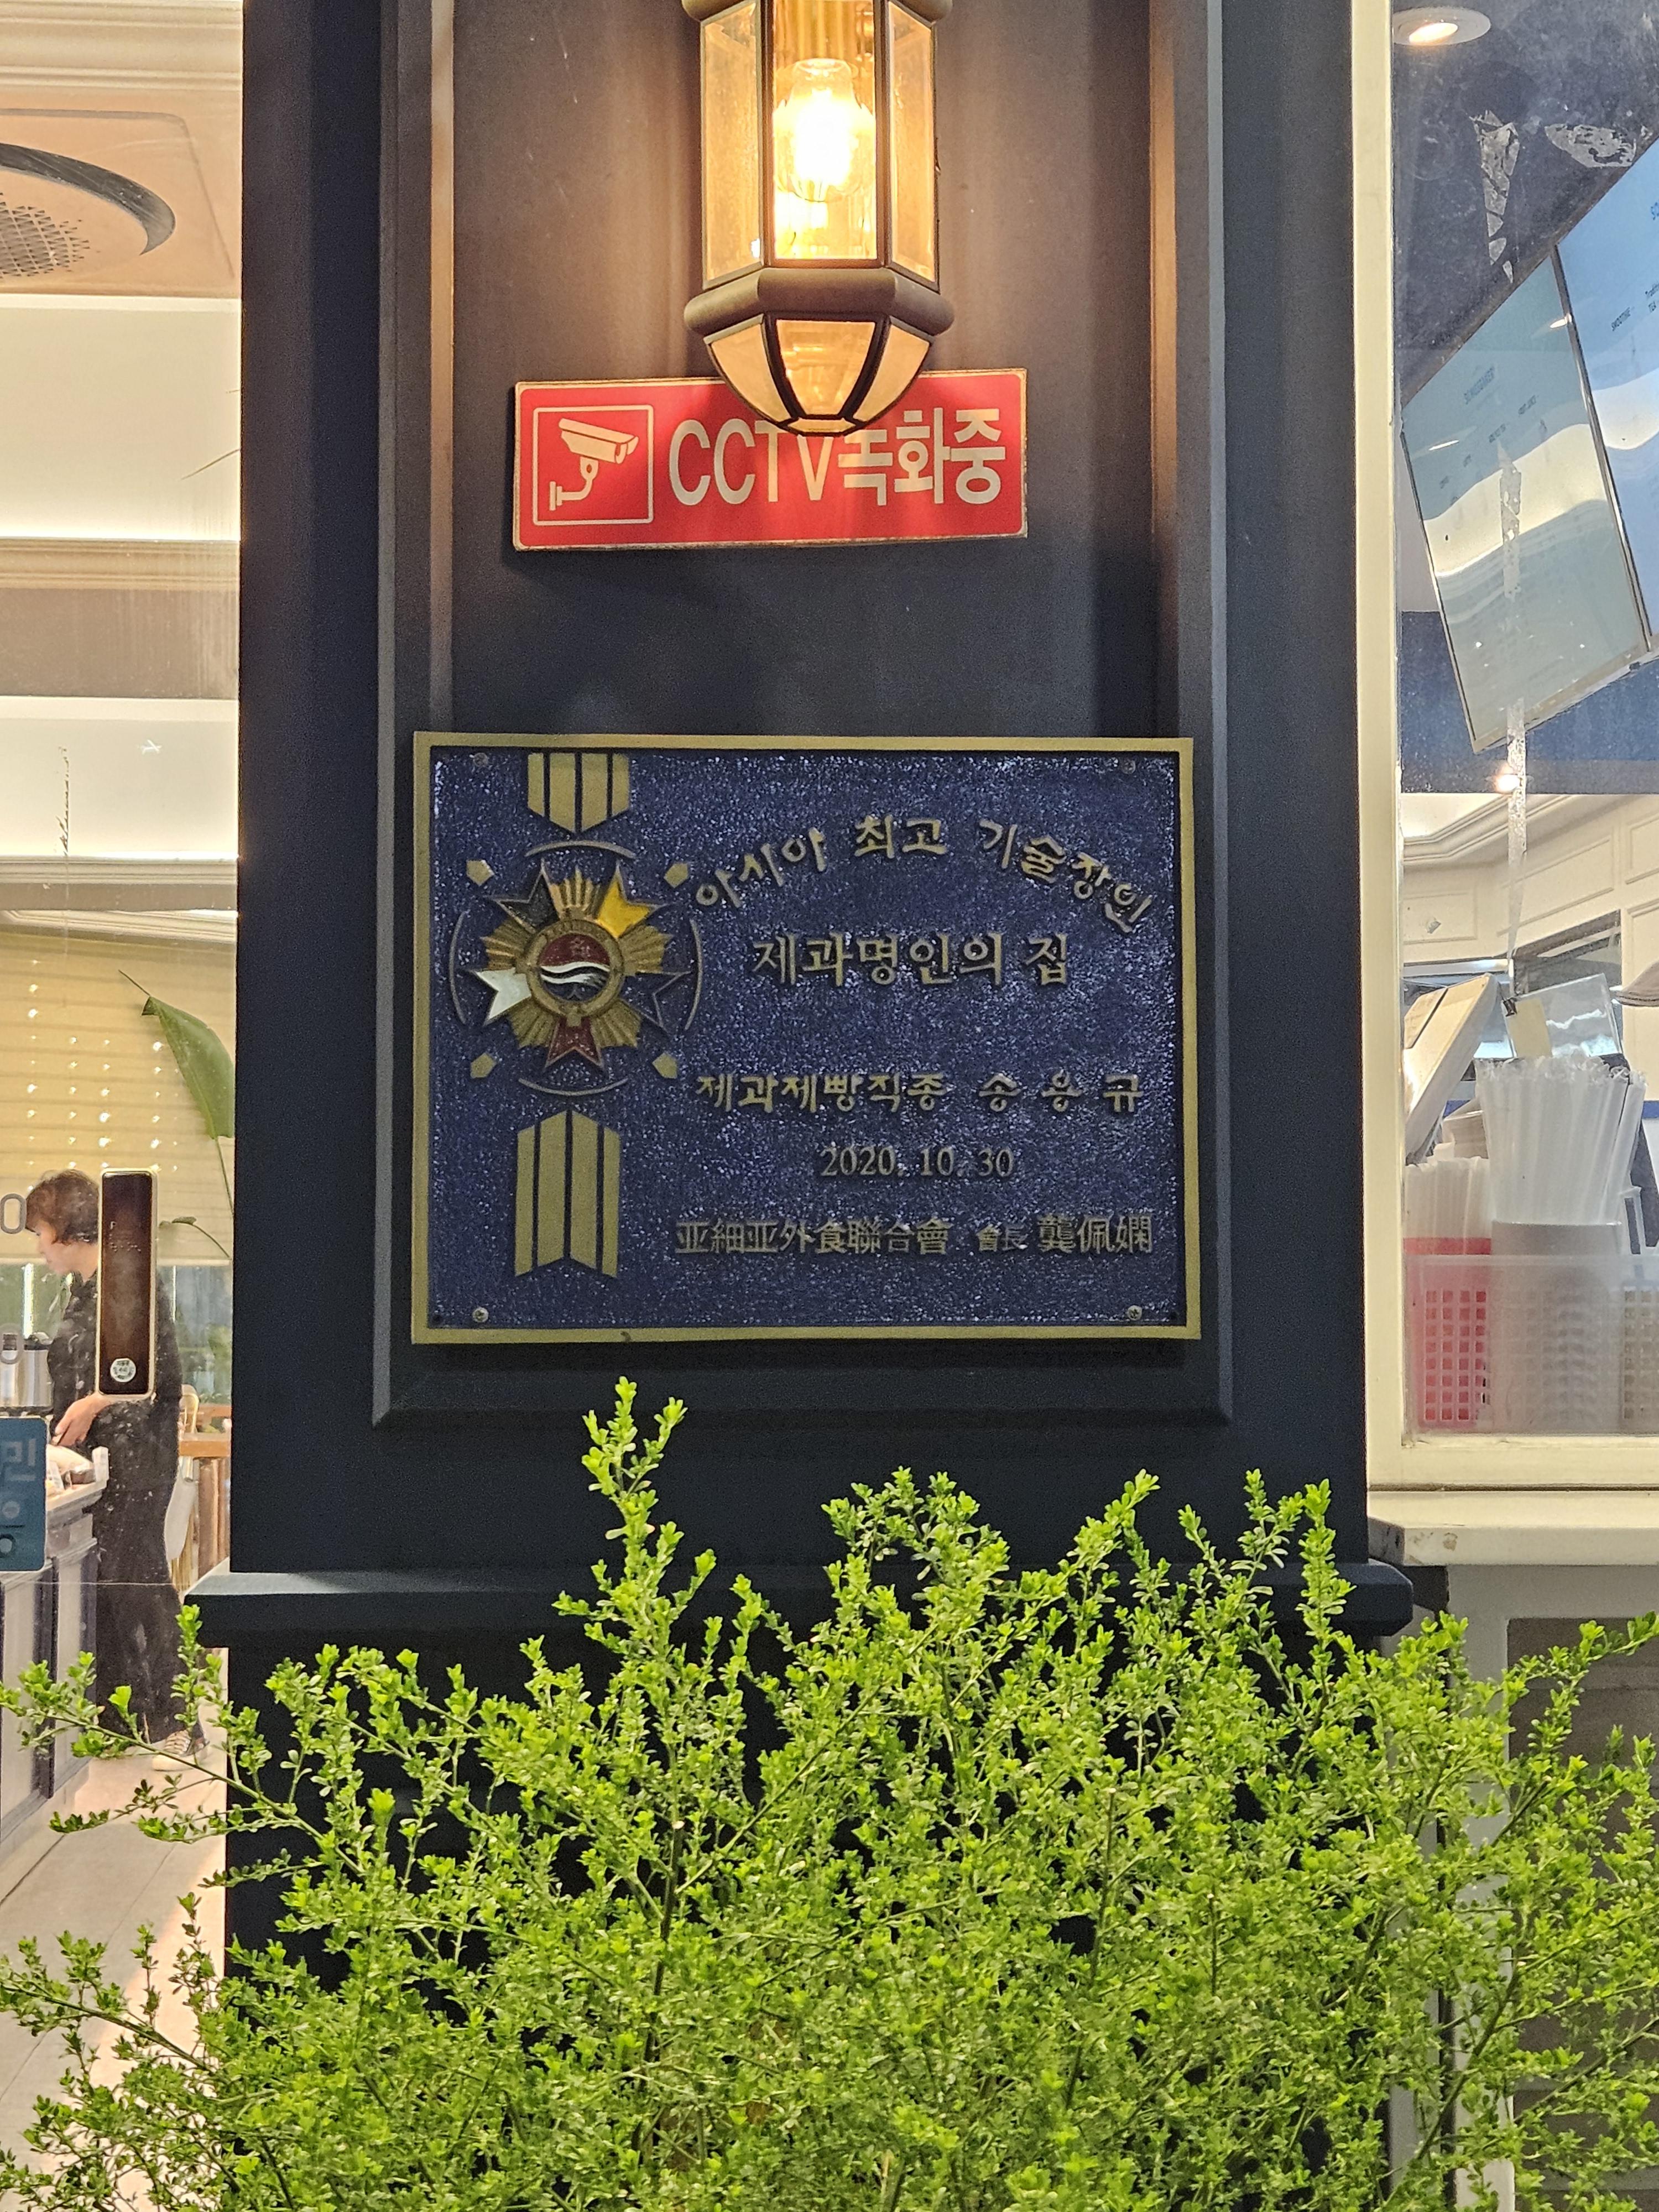 CCTV녹화중
아시아 최고 기술장인
제과명인의 집
제과제빵직종 송용규
2020. 10. 30
亚細亚外食聯合會 會長 龔佩嫻